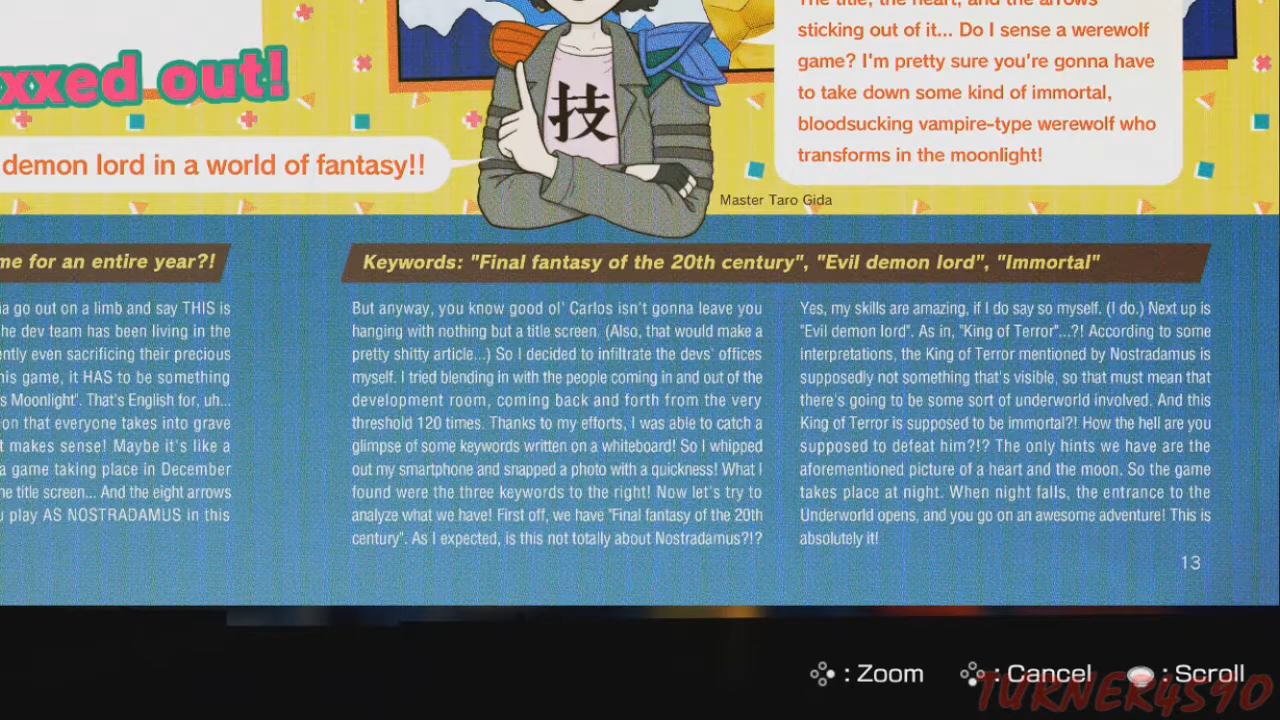 xxed out!
demon lord in a world of fantasy!!
技
sticking out of it... Do I sense a werewolf
game? I'm pretty sure you're gonna have
to take down some kind of immortal,
bloodsucking vampire-type werewolf who
transforms in the moonlight!
The title, the heart, and the arrows
Master Taro Gida
me for an entire year?!
a go out on a limb and say THIS is
he dev team has been living in the
ently even sacrificing their precious
his game, it HAS to be something
s Moonlight". That's English for, uh...
on that everyone takes into grave
t makes sense! Maybe it's like a
a game taking place in December
he title screen... And the eight arrows
u play AS NOSTRADAMUS in this
Keywords: "Final fantasy of the 20th century", "Evil demon lord", "Immortal"
But anyway, you know good ol' Carlos isn't gonna leave you
hanging with nothing but a title screen. (Also, that would make a
pretty shitty article...) So I decided to infiltrate the devs' offices
myself. I tried blending in with the people coming in and out of the
development room, coming back and forth from the very
threshold 120 times. Thanks to my efforts, I was able to catch a
glimpse of some keywords written on a whiteboard! So I whipped
out my smartphone and snapped a photo with a quickness! What I
found were the three keywords to the right! Now let's try to
analyze what we have! First off, we have "Final fantasy of the 20th
century". As I expected, is this not totally about Nostradamus?!?
Yes, my skills are amazing, if I do say so myself. (I do.) Next up is
"Evil demon lord". As in, "King of Terror"...?! According to some
interpretations, the King of Terror mentioned by Nostradamus is
supposedly not something that's visible, so that must mean that
there's going to be some sort of underworld involved. And this
King of Terror is supposed to be immortal?! How the hell are you
supposed to defeat him?!? The only hints we have are the
aforementioned picture of a heart and the moon. So the game
takes place at night. When night falls, the entrance to the
Underworld opens, and you go on an awesome adventure! This is
absolutely it!
13
: Zoom : Cancel : Scroll
TURNER4S90